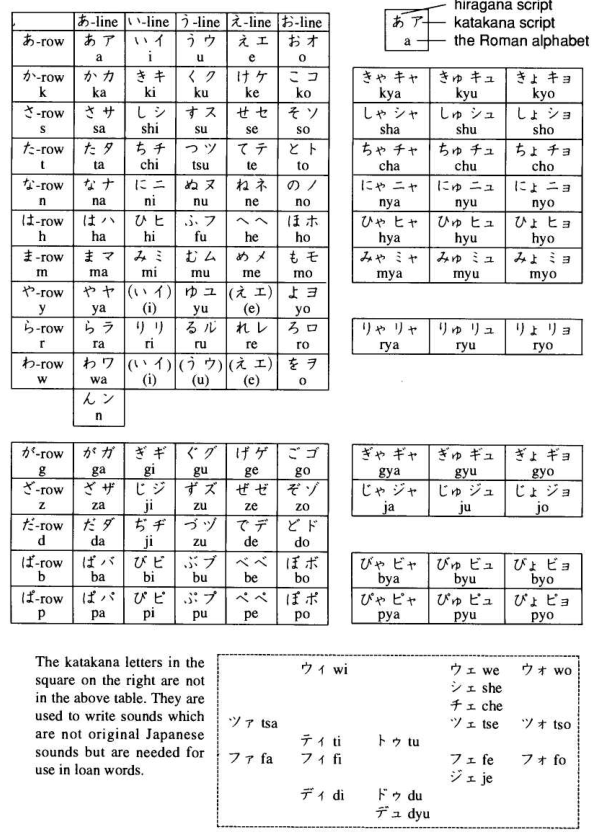 hiragana script
あ ア katakana script
a the Roman alphabet
あ-line い-line う-line え-line お-line
あ-row あ ア い イ う ウ え エ お オ
a i u e o
か-row か カ き キ く ク け ケ こ コ
k ka ki ku ke ko
さ-row さ サ し シ す ス せ セ そ ソ
s sa shi su se so
た-row た タ ち チ つ ツ て テ と ト
t ta chi tsu te to
な-row な ナ に ニ ぬ ヌ ね ネ の ノ
n na ni nu ne no
は-row は ハ ひ ヒ ふ フ へ ヘ ほ ホ
h ha hi fu he ho
ま-row ま マ み ミ む ム め メ も モ
m ma mi mu me mo
や-row や ヤ (い イ) ゆ ユ (え エ) よ ヨ
y ya (i) yu (e) yo
ら-row ら ラ り リ る ル れ レ ろ ロ
r ra ri ru re ro
わ-row わ ワ (い イ) (う ウ) (え エ) を ヲ
w wa (i) (u) (e) o
ん ン
n
きゃ キャ きゅ キュ きょ キョ
kya kyu kyo
しゃ シャ しゅ シュ しょ ショ
sha shu sho
ちゃ チャ ちゅ チュ ちょ チョ
cha chu cho
にゃ ニャ にゅ ニュ にょ ニョ
nya nyu nyo
ひゃ ヒャ ひゅ ヒュ ひょ ヒョ
hya hyu hyo
みゃ ミャ みゅ ミュ みょ ミョ
mya myu myo
りゃ リャ りゅ リュ りょ リョ
rya ryu ryo
が-row が ガ ぎ ギ ぐ グ げ ゲ ご ゴ
g ga gi gu ge go
ざ-row ざ ザ じ ジ ず ズ ぜ ゼ ぞ ゾ
z za ji zu ze zo
だ-row だ ダ ぢ ヂ づ ヅ で デ ど ド
d da ji zu de do
ば-row ば バ び ビ ぶ ブ べ ベ ぼ ボ
b ba bi bu be bo
ぱ-row ぱ パ ぴ ピ ぷ プ ぺ ペ ぽ ポ
p pa pi pu pe po
ぎゃ ギャ ぎゅ ギュ ぎょ ギョ
gya gyu gyo
じゃ ジャ じゅ ジュ じょ ジョ
ja ju jo
びゃ ビャ びゅ ビュ びょ ビョ
bya byu byo
ぴゃ ピャ ぴゅ ピュ ぴょ ピョ
pya pyu pyo
The katakana letters in the
square on the right are not
in the above table. They are
used to write sounds which
are not original Japanese
sounds but are needed for
use in loan words.
ウィ wi ウェ we ウォ wo
シェ she
チェ che
ツァ tsa ツェ tse ツォ tso
ティ ti トゥ tu
ファ fa フィ fi フェ fe フォ fo
ジェ je
ディ di ドゥ du
デュ dyu